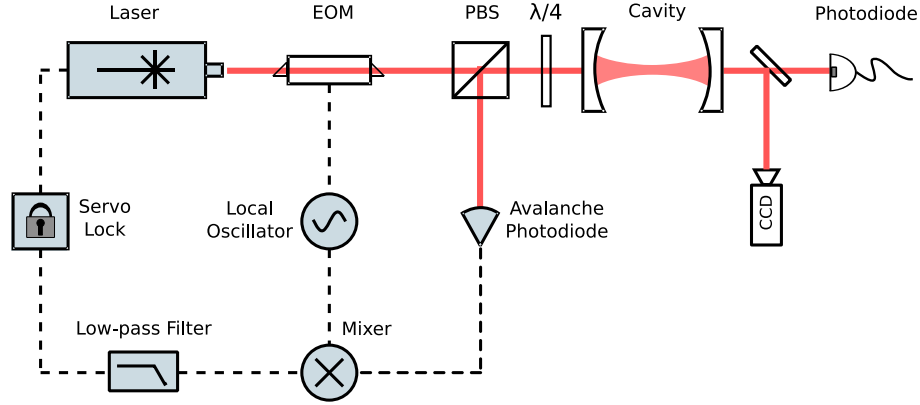 Laser
EOM
PBS
λ/4
Cavity
Photodiode
Servo
Lock
Local
Oscillator
Avalanche
Photodiode
CCD
Low-pass Filter
Mixer